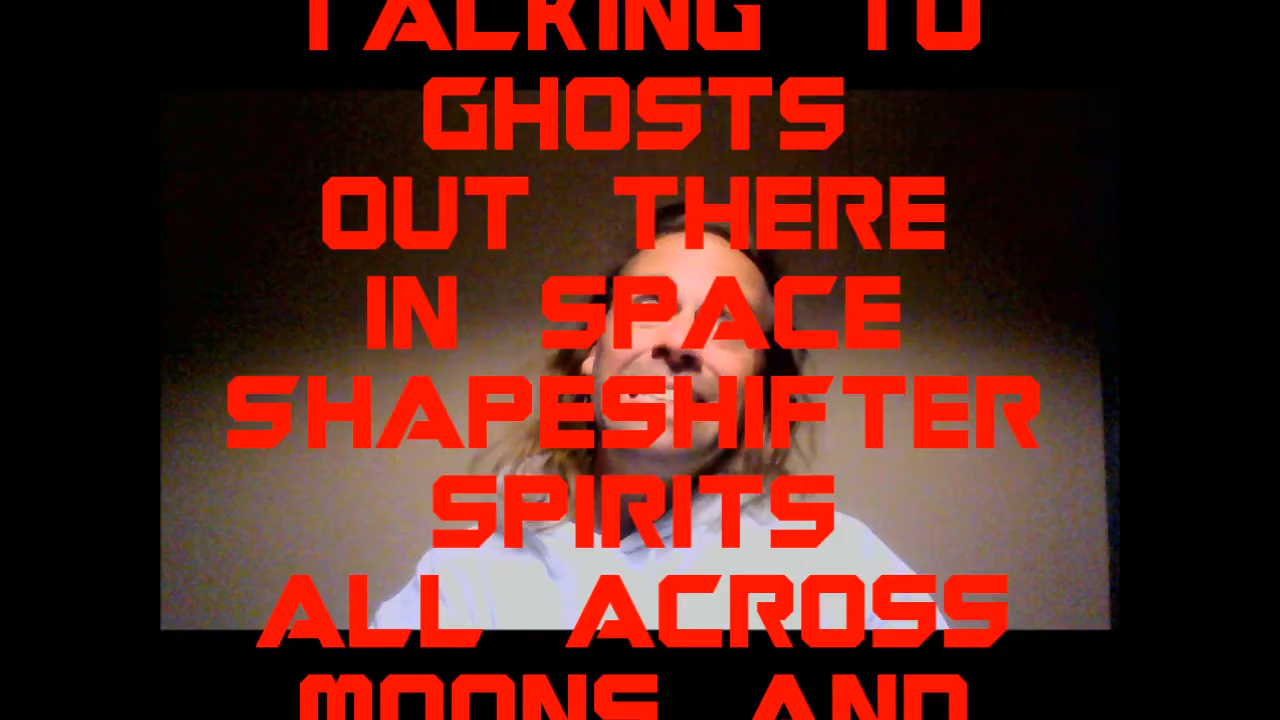 TALKING TO
GHOSTS
OUT THERE
IN SPACE
SHAPESHIFTER
SPIRITS
ALL ACROSS
MOONS AND